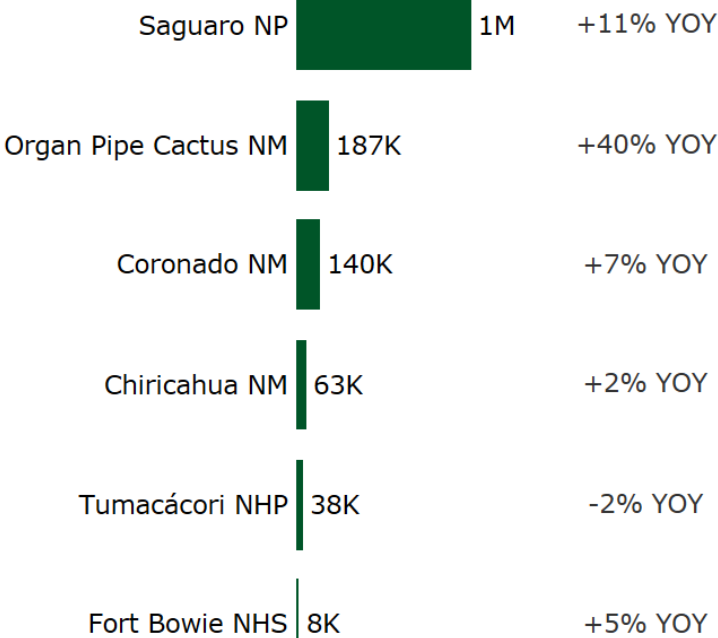 Saguaro NP 1M +11% YOY
Organ Pipe Cactus NM 187K +40% YOY
Coronado NM 140K +7% YOY
Chiricahua NM 63K +2% YOY
Tumacácori NHP 38K -2% YOY
Fort Bowie NHS 8K +5% YOY